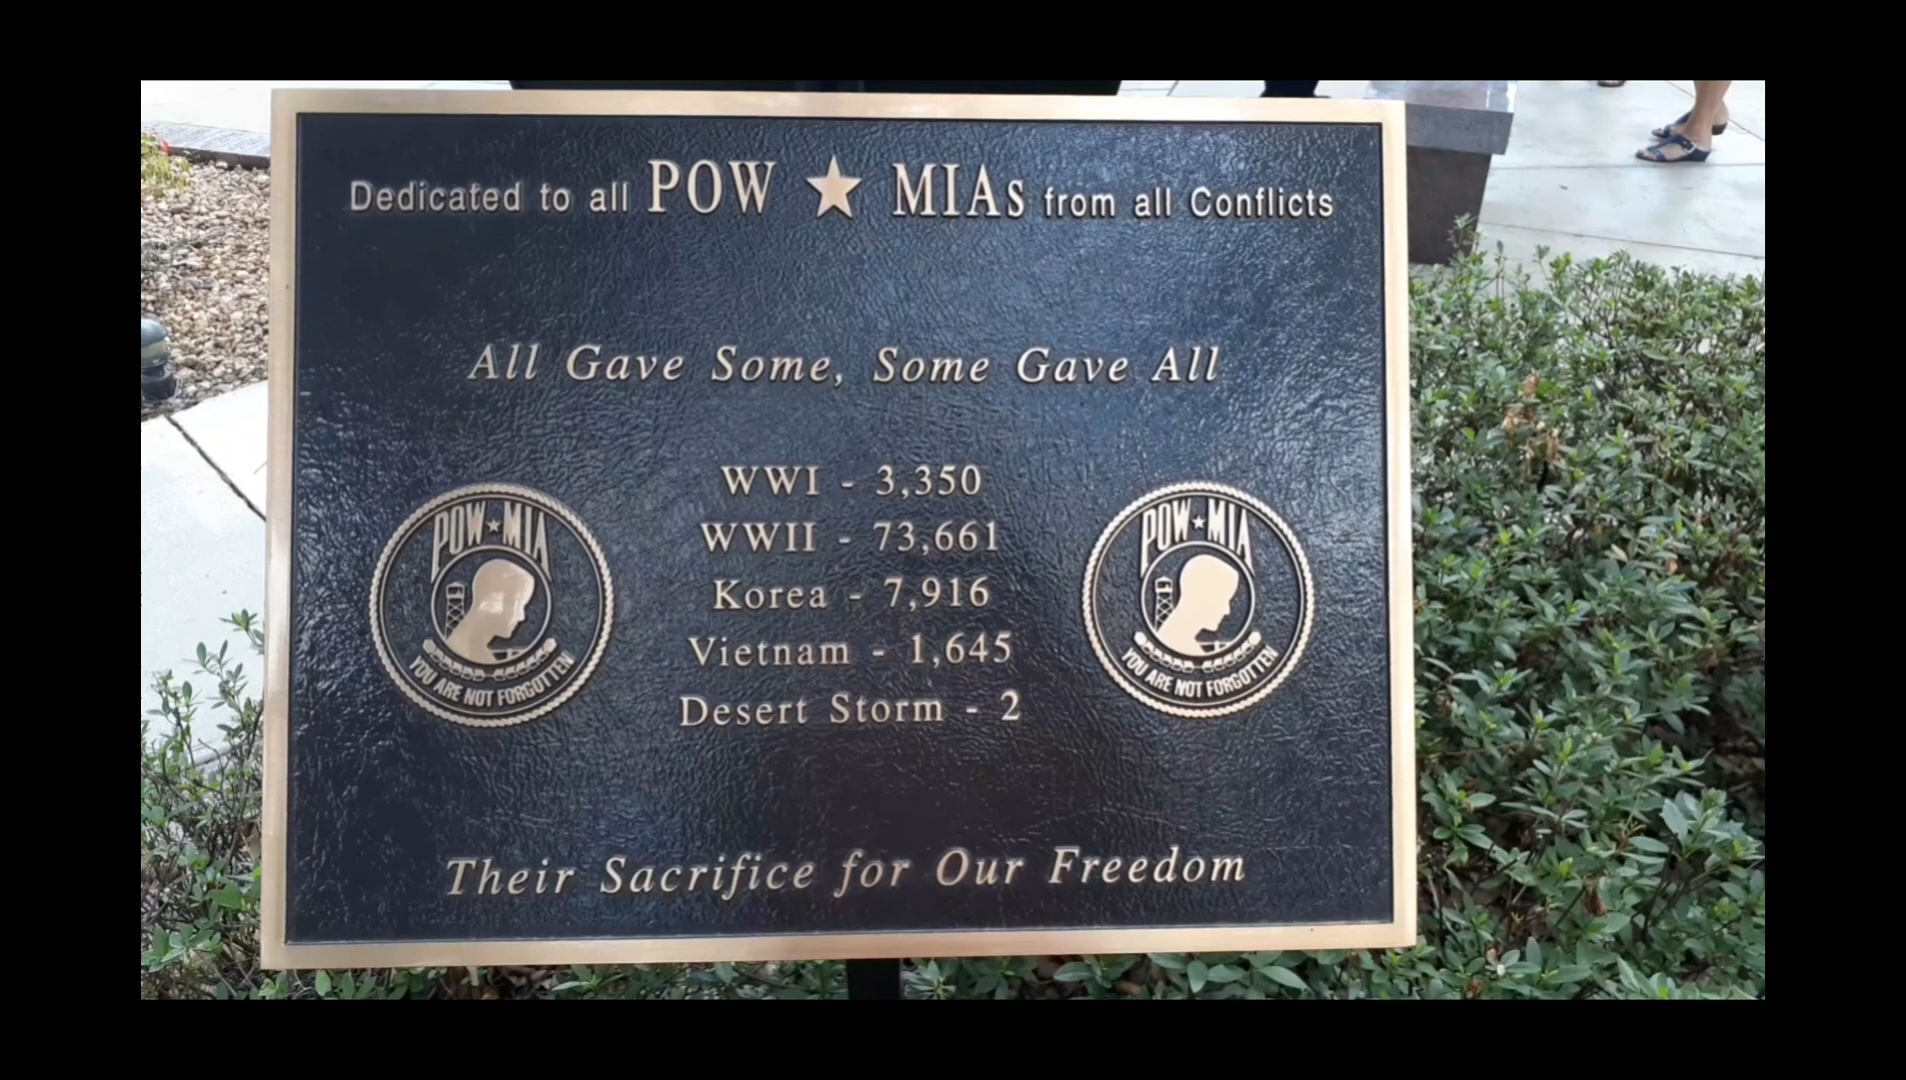 Dedicated to all POW ★ MIAs from all Conflicts
All Gave Some, Some Gave All
WWI - 3,350
WWII - 73,661
Korea - 7,916
Vietnam - 1,645
Desert Storm - 2
POW★MIA
YOU ARE NOT FORGOTTEN
POW★MIA
YOU ARE NOT FORGOTTEN
Their Sacrifice for Our Freedom